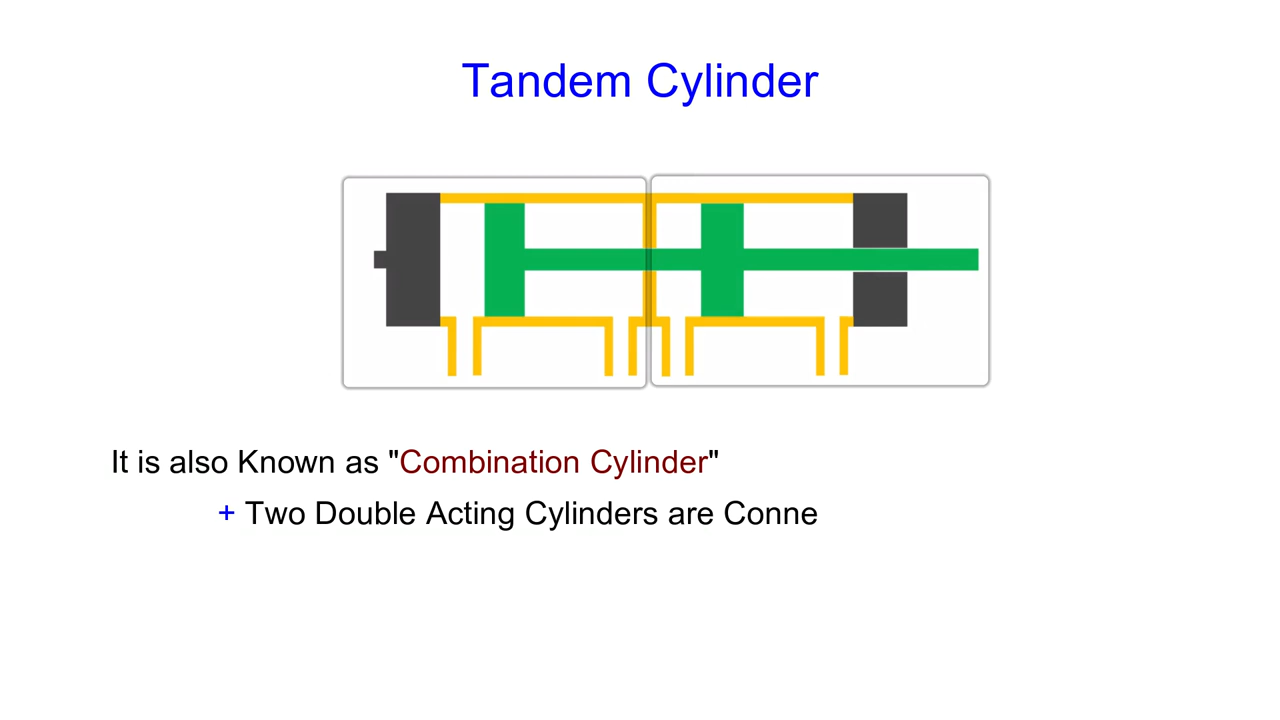 Tandem Cylinder
It is also Known as "Combination Cylinder"
+ Two Double Acting Cylinders are Conne